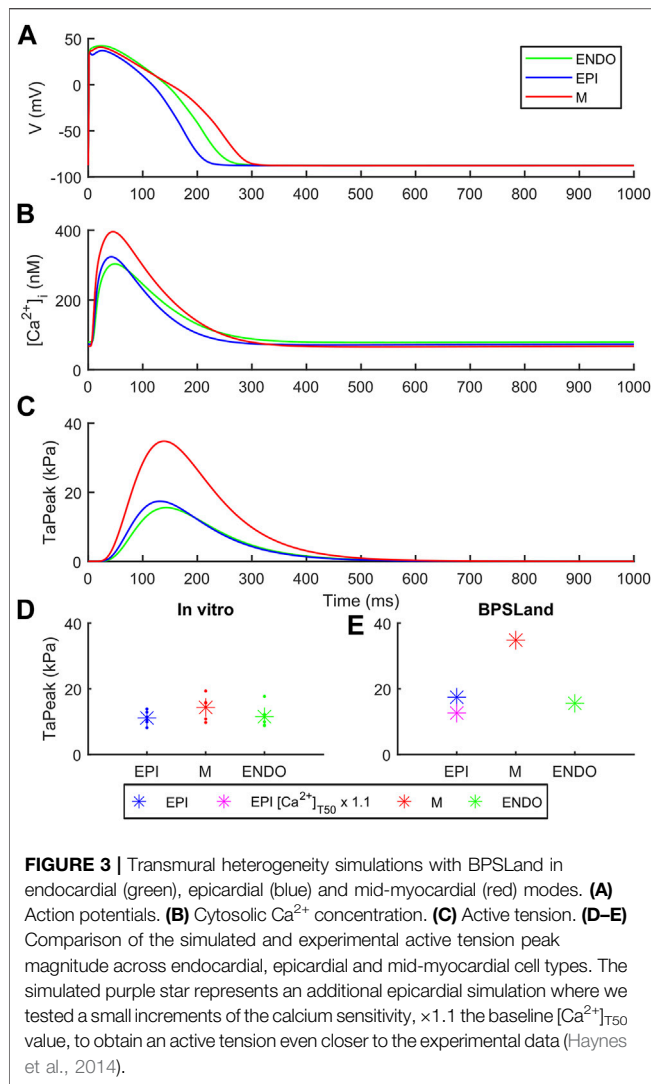 A
V (mV)
50
0
-50
-100
ENDO
EPI
M
0 100 200 300 400 500 600 700 800 900 1000
B
[Ca2+]i (nM)
400
200
0
0 100 200 300 400 500 600 700 800 900 1000
C
TaPeak (kPa)
40
20
0
0 100 200 300 400 500 600 700 800 900 1000
Time (ms)
D
In vitro
TaPeak (kPa)
40
20
0
EPI M ENDO
E
BPSLand
40
20
0
EPI M ENDO
EPI EPI [Ca2+]T50 x 1.1 M ENDO
FIGURE 3 | Transmural heterogeneity simulations with BPSLand in
endocardial (green), epicardial (blue) and mid-myocardial (red) modes. (A)
Action potentials. (B) Cytosolic Ca2+ concentration. (C) Active tension. (D–E)
Comparison of the simulated and experimental active tension peak
magnitude across endocardial, epicardial and mid-myocardial cell types. The
simulated purple star represents an additional epicardial simulation where we
tested a small increments of the calcium sensitivity, ×1.1 the baseline [Ca2+]T50
value, to obtain an active tension even closer to the experimental data (Haynes
et al., 2014).